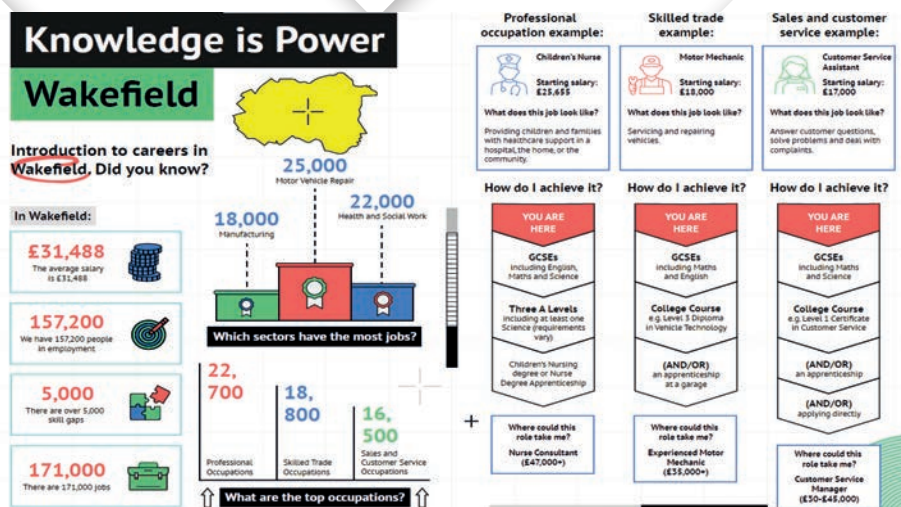 Knowledge is Power
Wakefield
Introduction to careers in
Wakefield. Did you know?
In Wakefield:
£31,488
The average salary
is £31,488
157,200
We have 157,200 people
in employment
5,000
There are over 5,000
skill gaps
171,000
There are 171,000 jobs
25,000
Motor Vehicle Repair
18,000
Manufacturing
22,000
Health and Social Work
Which sectors have the most jobs?
22,
700
Professional
Occupations
18,
800
Skilled Trade
Occupations
16,
500
Sales and
Customer Service
Occupations
What are the top occupations?
Professional
occupation example:
Children's Nurse
Starting salary:
£25,655
What does this job look like?
Providing children and families
with healthcare support in a
hospital, the home, or the
community.
How do I achieve it?
YOU ARE
HERE
GCSEs
including English,
Maths and Science
Three A Levels
including at least one
Science (requirements
vary)
Children's Nursing
degree or Nurse
Degree Apprenticeship
Where could this
role take me?
Nurse Consultant
(£47,000+)
Skilled trade
example:
Motor Mechanic
Starting salary:
£18,000
What does this job look like?
Servicing and repairing
vehicles.
How do I achieve it?
YOU ARE
HERE
GCSEs
including Maths
and English
College Course
e.g. Level 3 Diploma
in Vehicle Technology
(AND/OR)
an apprenticeship
at a garage
Where could this
role take me?
Experienced Motor
Mechanic
(£35,000+)
Sales and customer
service example:
Customer Service
Assistant
Starting salary:
£17,000
What does this job look like?
Answer customer questions,
solve problems and deal with
complaints.
How do I achieve it?
YOU ARE
HERE
GCSEs
including Maths
and Science
College Course
e.g. Level 1 Certificate
in Customer Service
(AND/OR)
an apprenticeship
(AND/OR)
applying directly
Where could this
role take me?
Customer Service
Manager
(£30-£45,000)